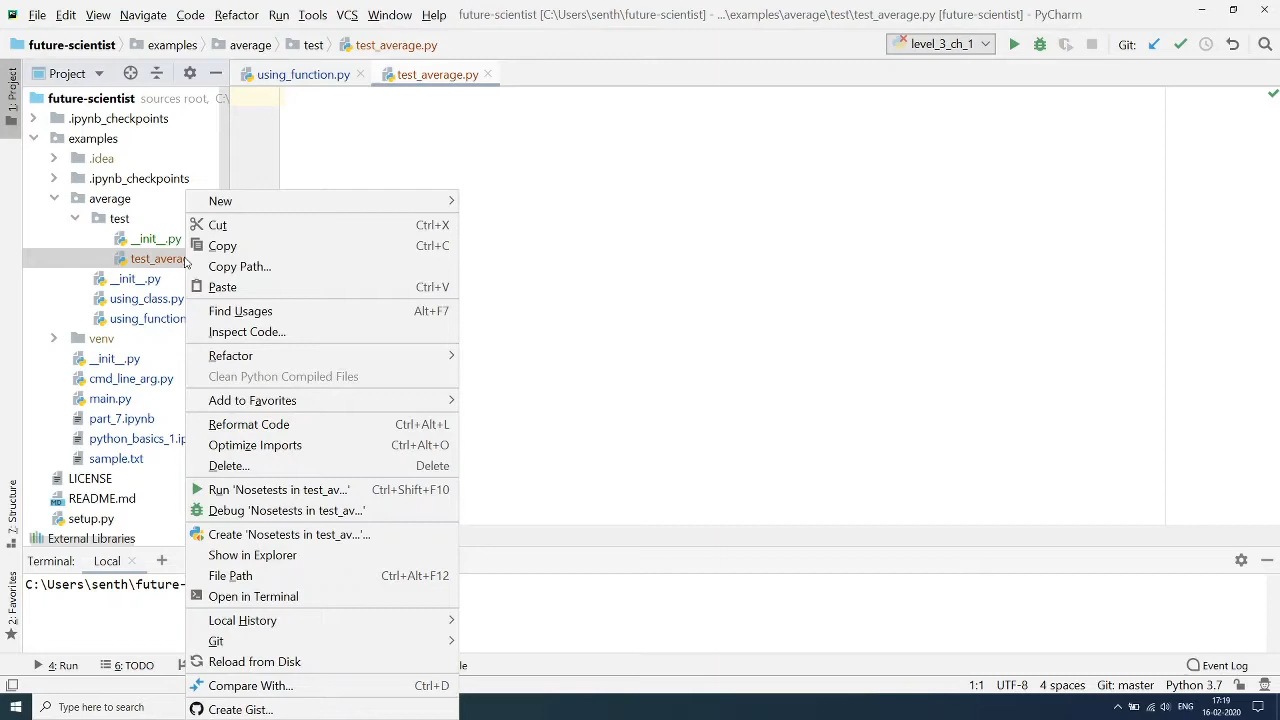 File Edit View Navigate Code Refactor Run Tools VCS Window Help future-scientist [C:\Users\senth\future-scientist] - ...\examples\average\test\test_average.py [future-scientist] - PyCharm
future-scientist examples average test test_average.py level_3_ch_1 Git:
1: Project
Project using_function.py test_average.py
future-scientist sources root,
.ipynb_checkpoints
examples
.idea
.ipynb_checkpoints
average
test
__init__.py
test_averag
__init__.py
using_class.py
using_function
venv
__init__.py
cmd_line_arg.py
main.py
part_7.ipynb
python_basics_1.ip
sample.txt
LICENSE
README.md
setup.py
External Libraries
New
Cut Ctrl+X
Copy Ctrl+C
Copy Path...
Paste Ctrl+V
Find Usages Alt+F7
Inspect Code...
Refactor
Clean Python Compiled Files
Add to Favorites
Reformat Code Ctrl+Alt+L
Optimize Imports Ctrl+Alt+O
Delete... Delete
Run 'Nosetests in test_av...' Ctrl+Shift+F10
Debug 'Nosetests in test_av...'
Create 'Nosetests in test_av...'...
Show in Explorer
File Path Ctrl+Alt+F12
Open in Terminal
Local History
Git
Reload from Disk
Compare With... Ctrl+D
Create Gist...
7: Structure
2: Favorites
Terminal: Local
C:\Users\senth\future-
4: Run 6: TODO Event Log
1:1 UTF-8 4 spaces Git: master Python 3.7
Type here to search
ENG 17:19
16-02-2020